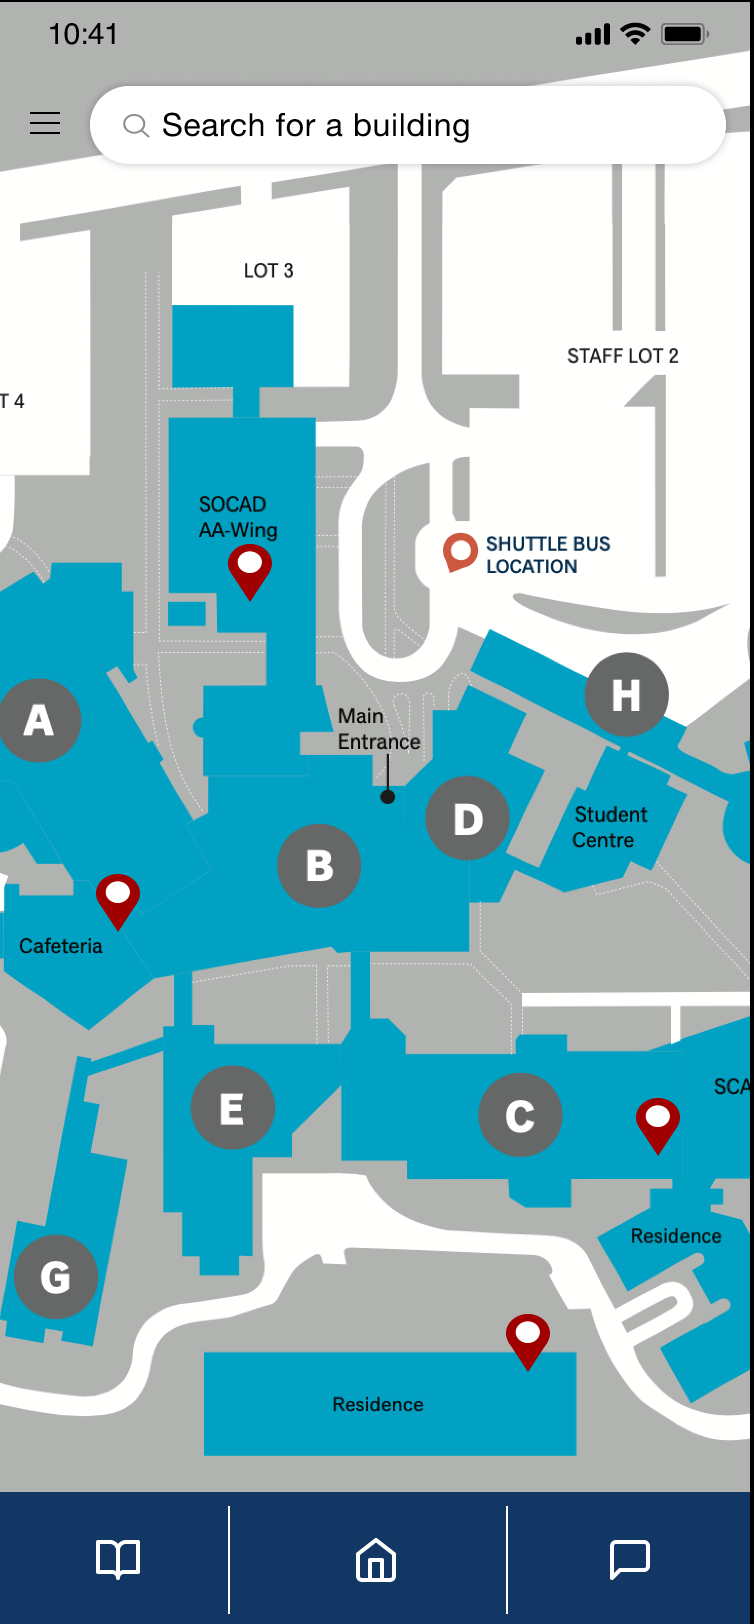 10:41
Search for a building
LOT 3
STAFF LOT 2
T 4
SOCAD
AA-Wing
SHUTTLE BUS
LOCATION
A
H
Main
Entrance
D
Student
Centre
B
Cafeteria
E
C
SCA
Residence
G
Residence